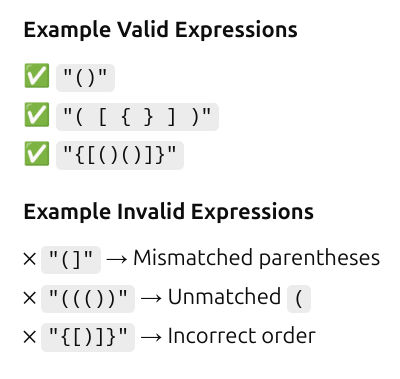 Example Valid Expressions
✅ "()"
✅ "( [ { } ] )"
✅ "{[()()]}"
Example Invalid Expressions
× "(]" → Mismatched parentheses
× "((())" → Unmatched (
× "{[)]}" → Incorrect order